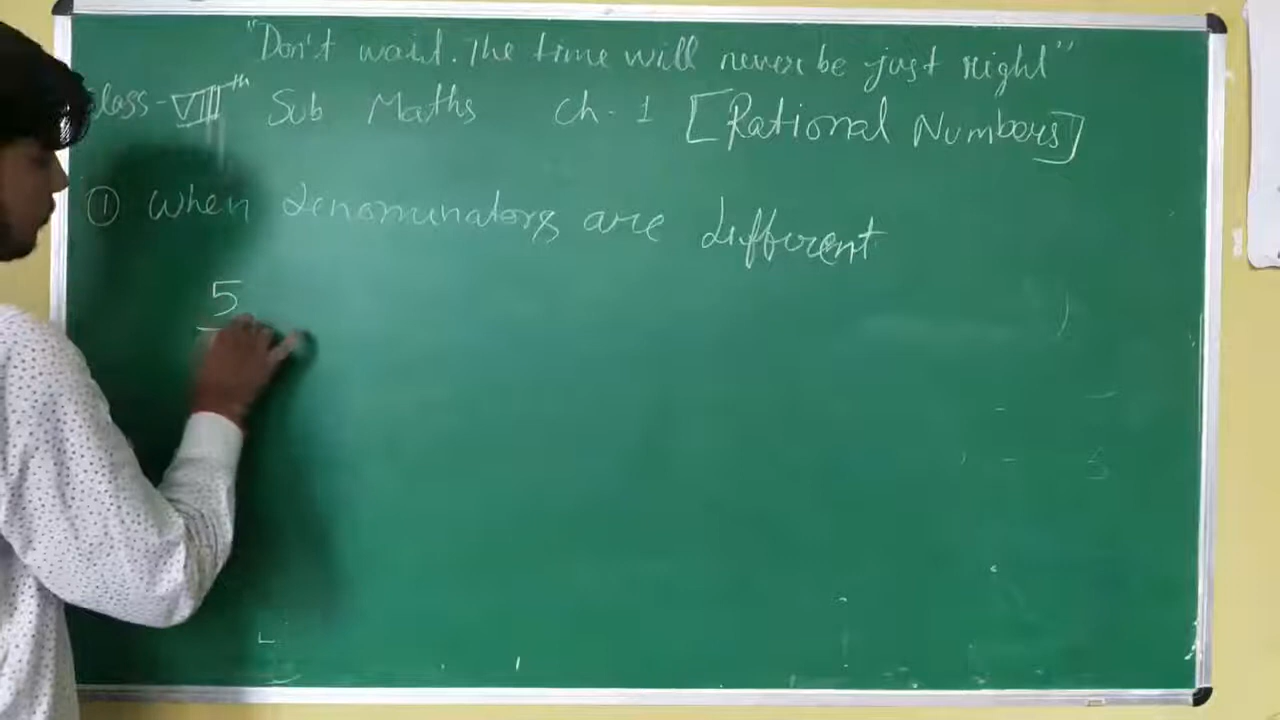 "Don't wait. The time will never be just right"
class - VIIIth Sub Maths Ch. 1 [Rational Numbers]
① When denominators are different
5